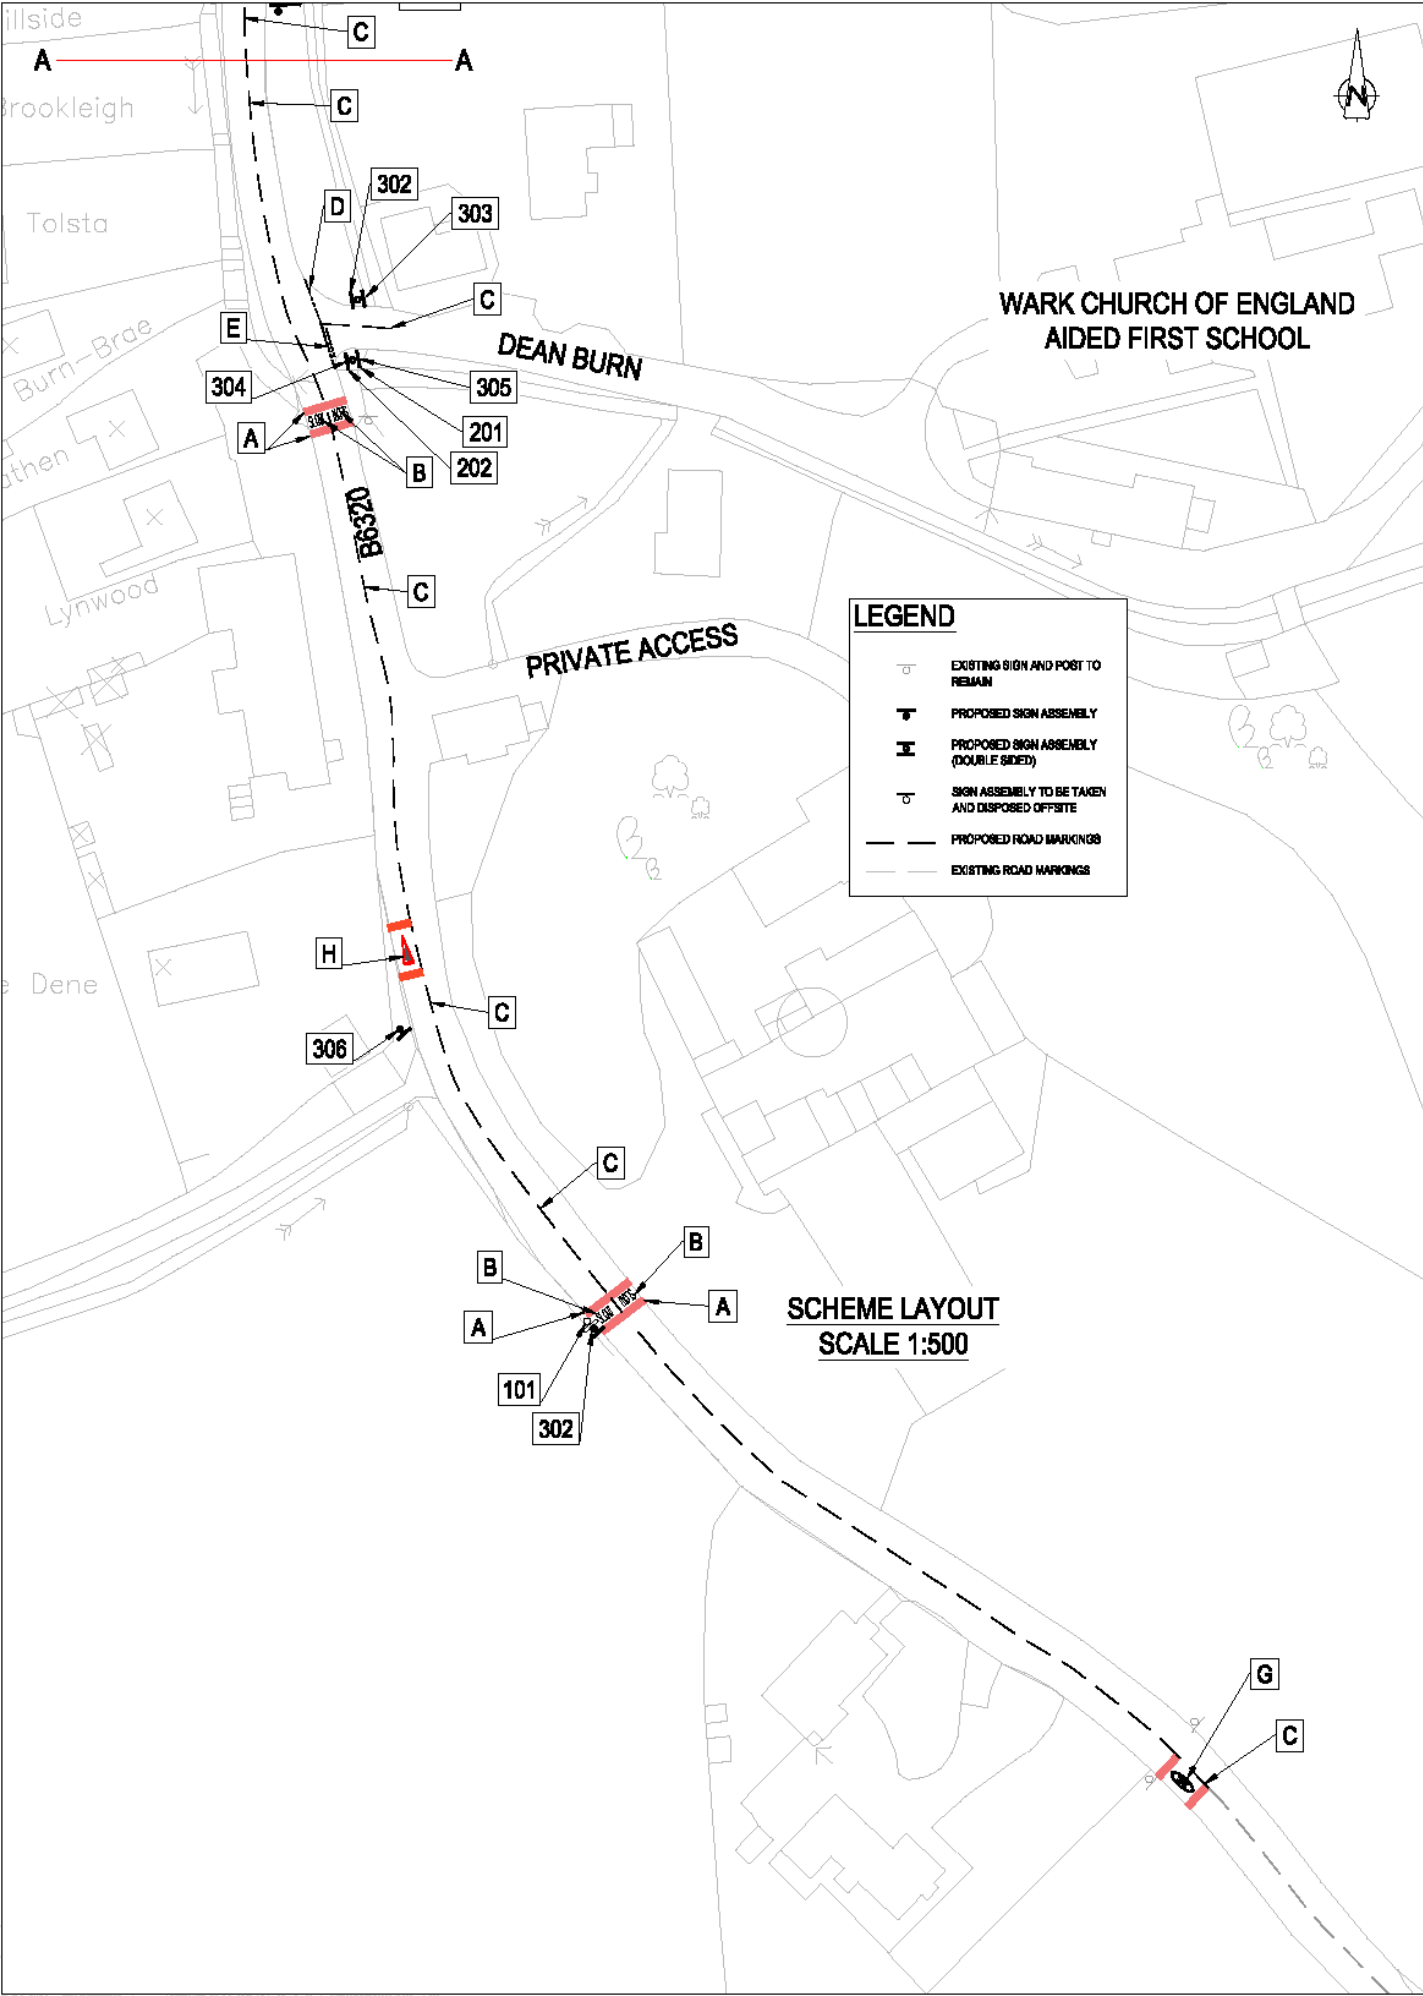 illside
C
A
A
N
Brookleigh
C
302
D
303
Tolsta
C
E
WARK CHURCH OF ENGLAND
AIDED FIRST SCHOOL
Burn-Brae
DEAN BURN
304
305
SLOW
A
201
B
202
athen
B6320
C
Lynwood
PRIVATE ACCESS
LEGEND
EXISTING SIGN AND POST TO
REMAIN
PROPOSED SIGN ASSEMBLY
PROPOSED SIGN ASSEMBLY
(DOUBLE SIDED)
SIGN ASSEMBLY TO BE TAKEN
AND DISPOSED OFFSITE
PROPOSED ROAD MARKINGS
EXISTING ROAD MARKINGS
H
e Dene
C
306
C
B
B
A
A
SLOW
SCHEME LAYOUT
SCALE 1:500
101
302
G
C